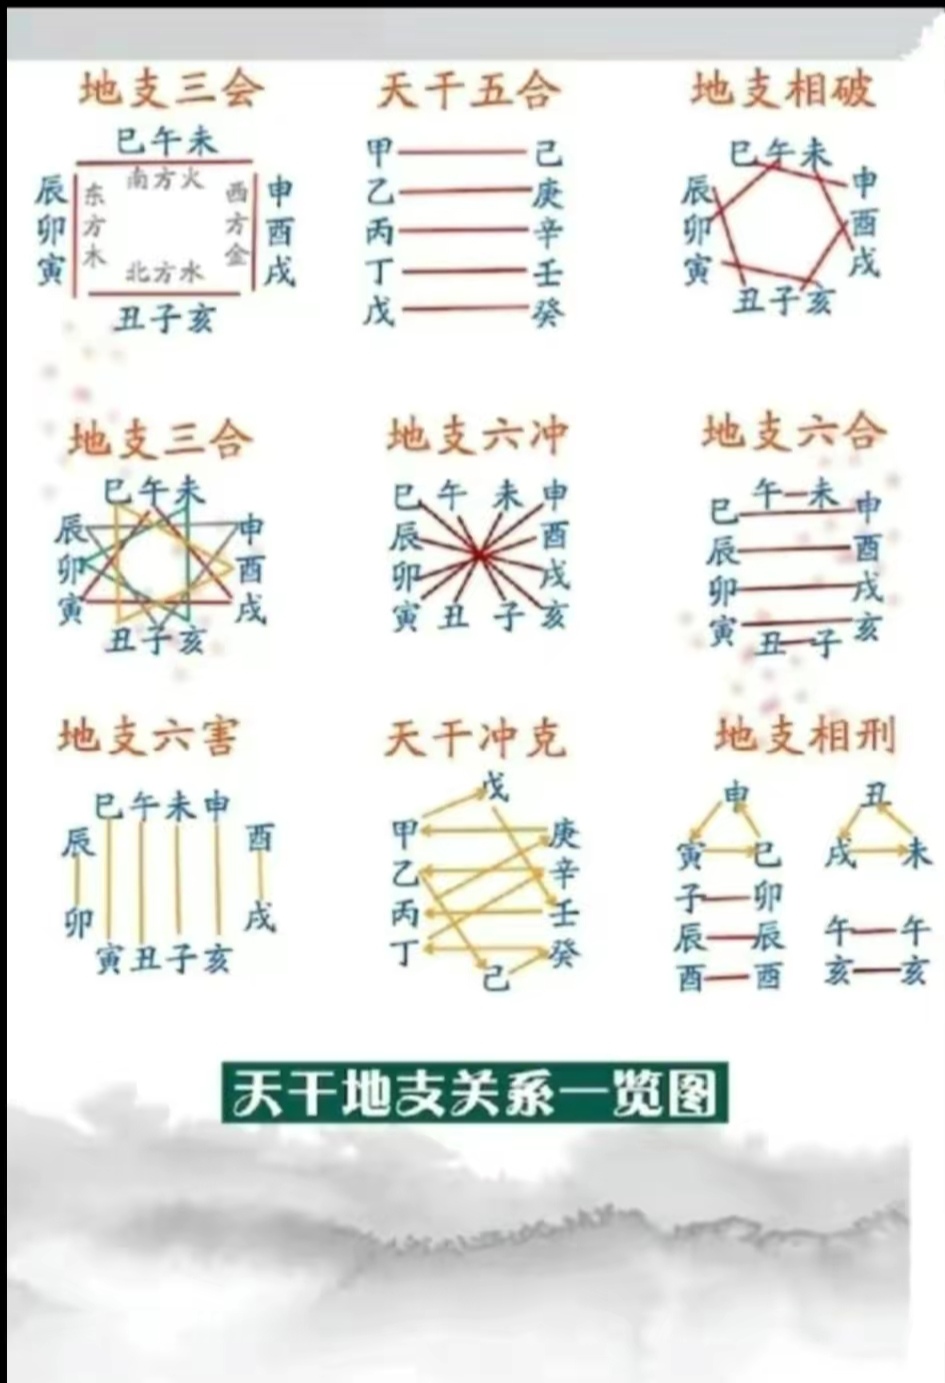 地支三会
巳午未
南方火
辰卯寅
东方木
西方金
申酉戌
北方水
丑子亥
天干五合
甲 己
乙 庚
丙 辛
丁 壬
戊 癸
地支相破
巳午未
辰 申
卯 酉
寅 戌
丑子亥
地支三合
巳午未
辰 申
卯 酉
寅 戌
丑子亥
地支六冲
巳午未申
辰 酉
卯 戌
寅丑子亥
地支六合
午 未
巳 申
辰 酉
卯 戌
寅 亥
丑 子
地支六害
巳午未申
辰 酉
卯 戌
寅丑子亥
天干冲克
戊
甲 庚
乙 辛
丙 壬
丁 癸
己
地支相刑
申 丑
寅 巳 戌 未
子 卯
辰 辰 午 午
酉 酉 亥 亥
天干地支关系一览图